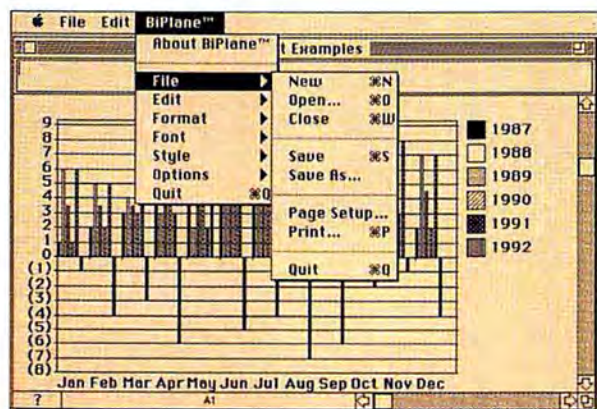 File Edit BiPlane™
About BiPlane™
t Examples
File
Edit
Format
Font
Style
Options
Quit ⌘Q
New ⌘N
Open... ⌘O
Close ⌘W
Save ⌘S
Save As...
Page Setup...
Print... ⌘P
Quit ⌘Q
9
8
7
6
5
4
3
2
1
0
(1)
(2)
(3)
(4)
(5)
(6)
(7)
(8)
Jan Feb Mar Apr May Jun Jul Aug Sep Oct Nov Dec
1987
1988
1989
1990
1991
1992
? A1